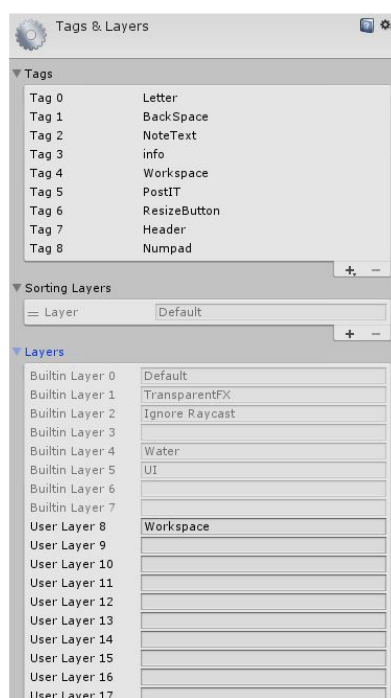 Tags & Layers
Tags
Tag 0 Letter
Tag 1 BackSpace
Tag 2 NoteText
Tag 3 info
Tag 4 Workspace
Tag 5 PostIT
Tag 6 ResizeButton
Tag 7 Header
Tag 8 Numpad
Sorting Layers
Layer Default
Layers
Builtin Layer 0 Default
Builtin Layer 1 TransparentFX
Builtin Layer 2 Ignore Raycast
Builtin Layer 3
Builtin Layer 4 Water
Builtin Layer 5 UI
Builtin Layer 6
Builtin Layer 7
User Layer 8 Workspace
User Layer 9
User Layer 10
User Layer 11
User Layer 12
User Layer 13
User Layer 14
User Layer 15
User Layer 16
User Layer 17